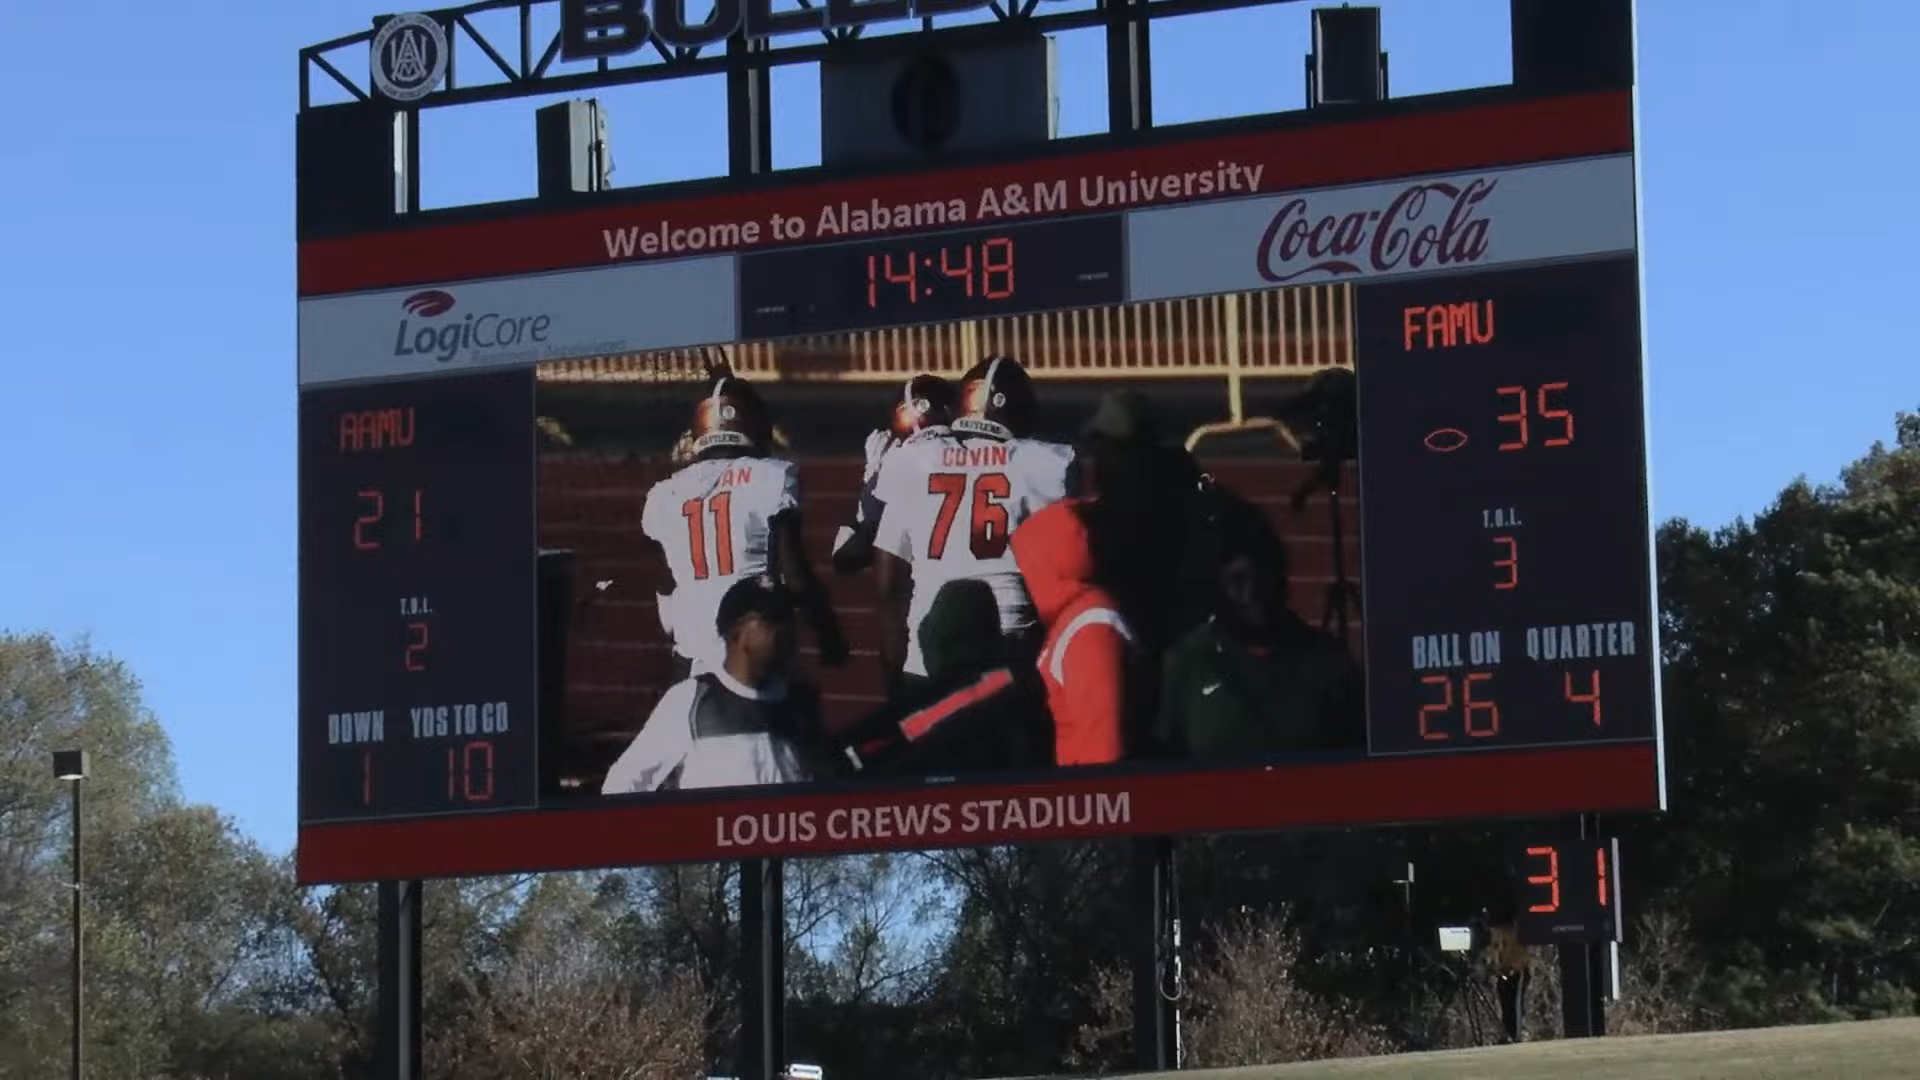 Welcome to Alabama A&M University
LogiCore
14:48
Coca-Cola
AAMU
21
T.O.L.
2
DOWN YDS TO GO
1 10
11
COVIN
76
FAMU
35
T.O.L.
3
BALL ON QUARTER
26 4
LOUIS CREWS STADIUM
31